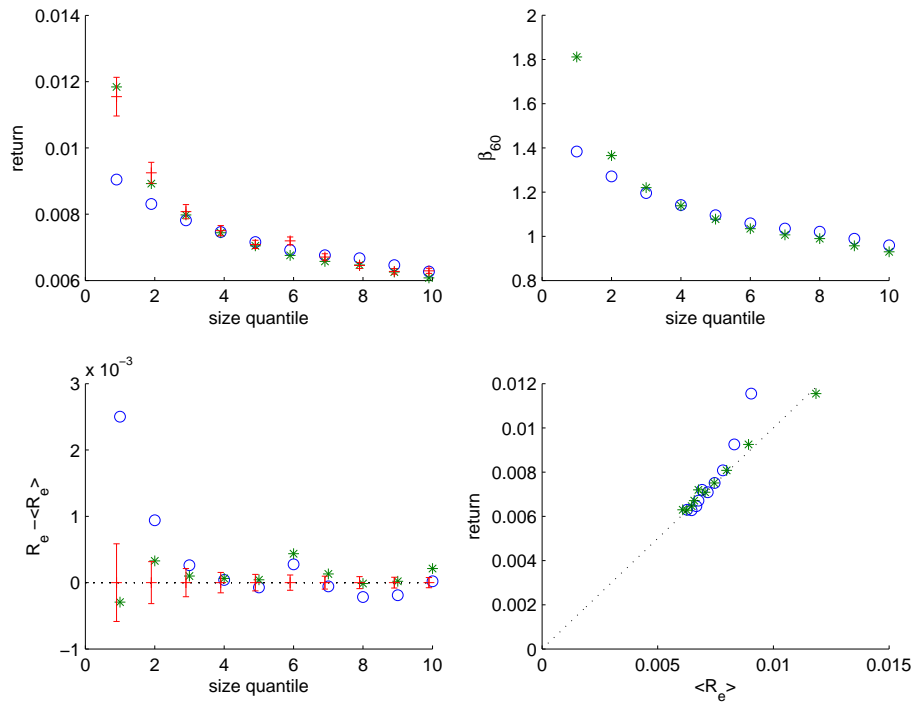 0.014
0.012
0.01
0.008
0.006
return
0 2 4 6 8 10
size quantile
2
1.8
1.6
1.4
1.2
1
0.8
β60
0 2 4 6 8 10
size quantile
x 10−3
3
2
1
0
−1
Re −<Re>
0 2 4 6 8 10
size quantile
0.012
0.01
0.008
0.006
0.004
0.002
0
return
0 0.005 0.01 0.015
<Re>